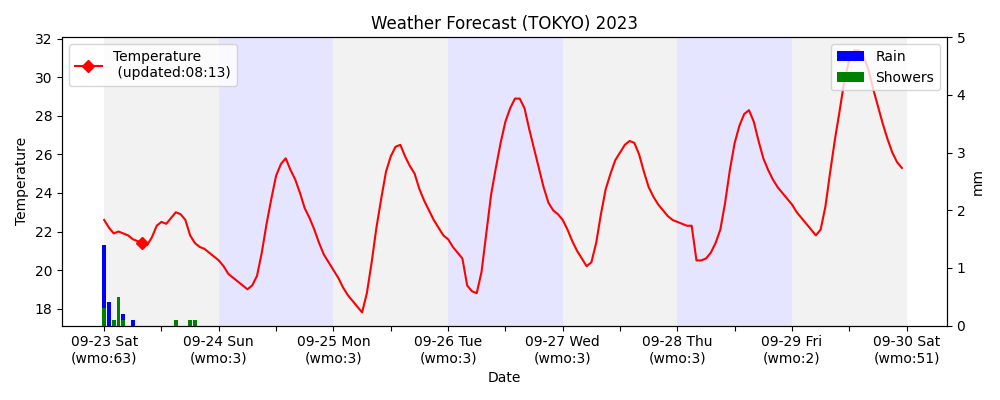 Weather Forecast (TOKYO) 2023
Temperature
(updated:08:13)
Rain
Showers
Temperature
32
30
28
26
24
22
20
18
5
4
3
2
1
0
mm
09-23 Sat
(wmo:63)
09-24 Sun
(wmo:3)
09-25 Mon
(wmo:3)
09-26 Tue
(wmo:3)
09-27 Wed
(wmo:3)
09-28 Thu
(wmo:3)
09-29 Fri
(wmo:2)
09-30 Sat
(wmo:51)
Date